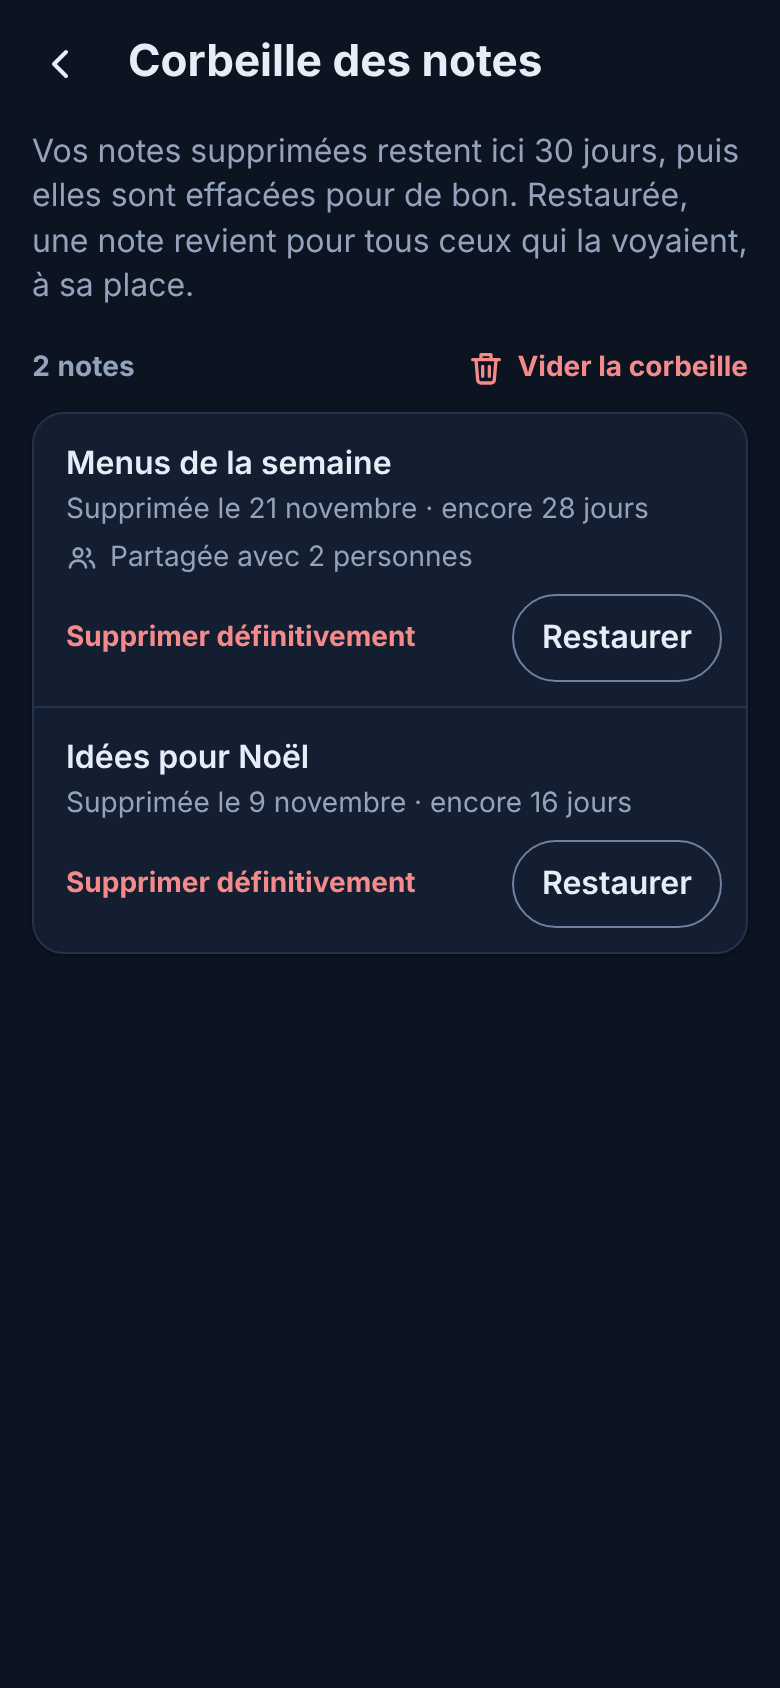 Corbeille des notes
Vos notes supprimées restent ici 30 jours, puis
elles sont effacées pour de bon. Restaurée,
une note revient pour tous ceux qui la voyaient,
à sa place.
2 notes
Vider la corbeille
Menus de la semaine
Supprimée le 21 novembre · encore 28 jours
Partagée avec 2 personnes
Supprimer définitivement
Restaurer
Idées pour Noël
Supprimée le 9 novembre · encore 16 jours
Supprimer définitivement
Restaurer